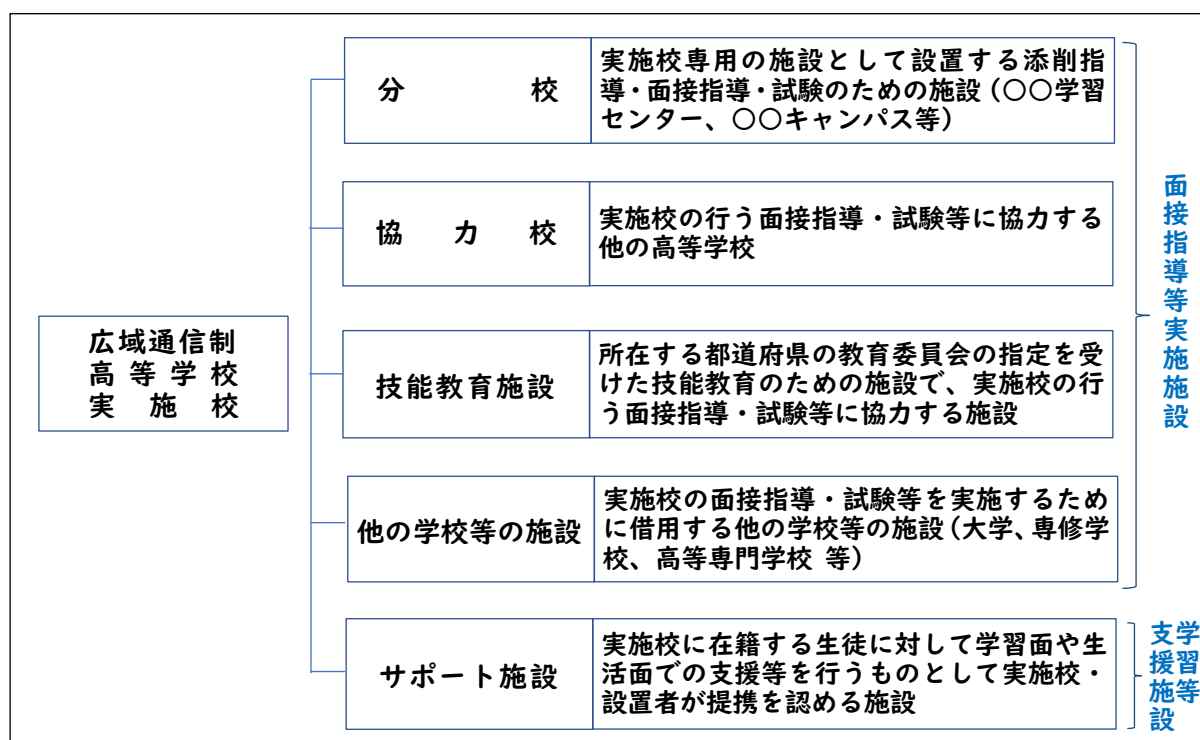 広域通信制
高等学校
実施校
分校
実施校専用の施設として設置する添削指
導・面接指導・試験のための施設(○○学習
センター、○○キャンパス等)
協力校
実施校の行う面接指導・試験等に協力する
他の高等学校
技能教育施設
所在する都道府県の教育委員会の指定を受
けた技能教育のための施設で、実施校の行
う面接指導・試験等に協力する施設
他の学校等の施設
実施校の面接指導・試験等を実施するため
に借用する他の学校等の施設(大学、専修学
校、高等専門学校 等)
サポート施設
実施校に在籍する生徒に対して学習面や生
活面での支援等を行うものとして実施校・
設置者が提携を認める施設
面接指導等実施施設
学習等
支援施設